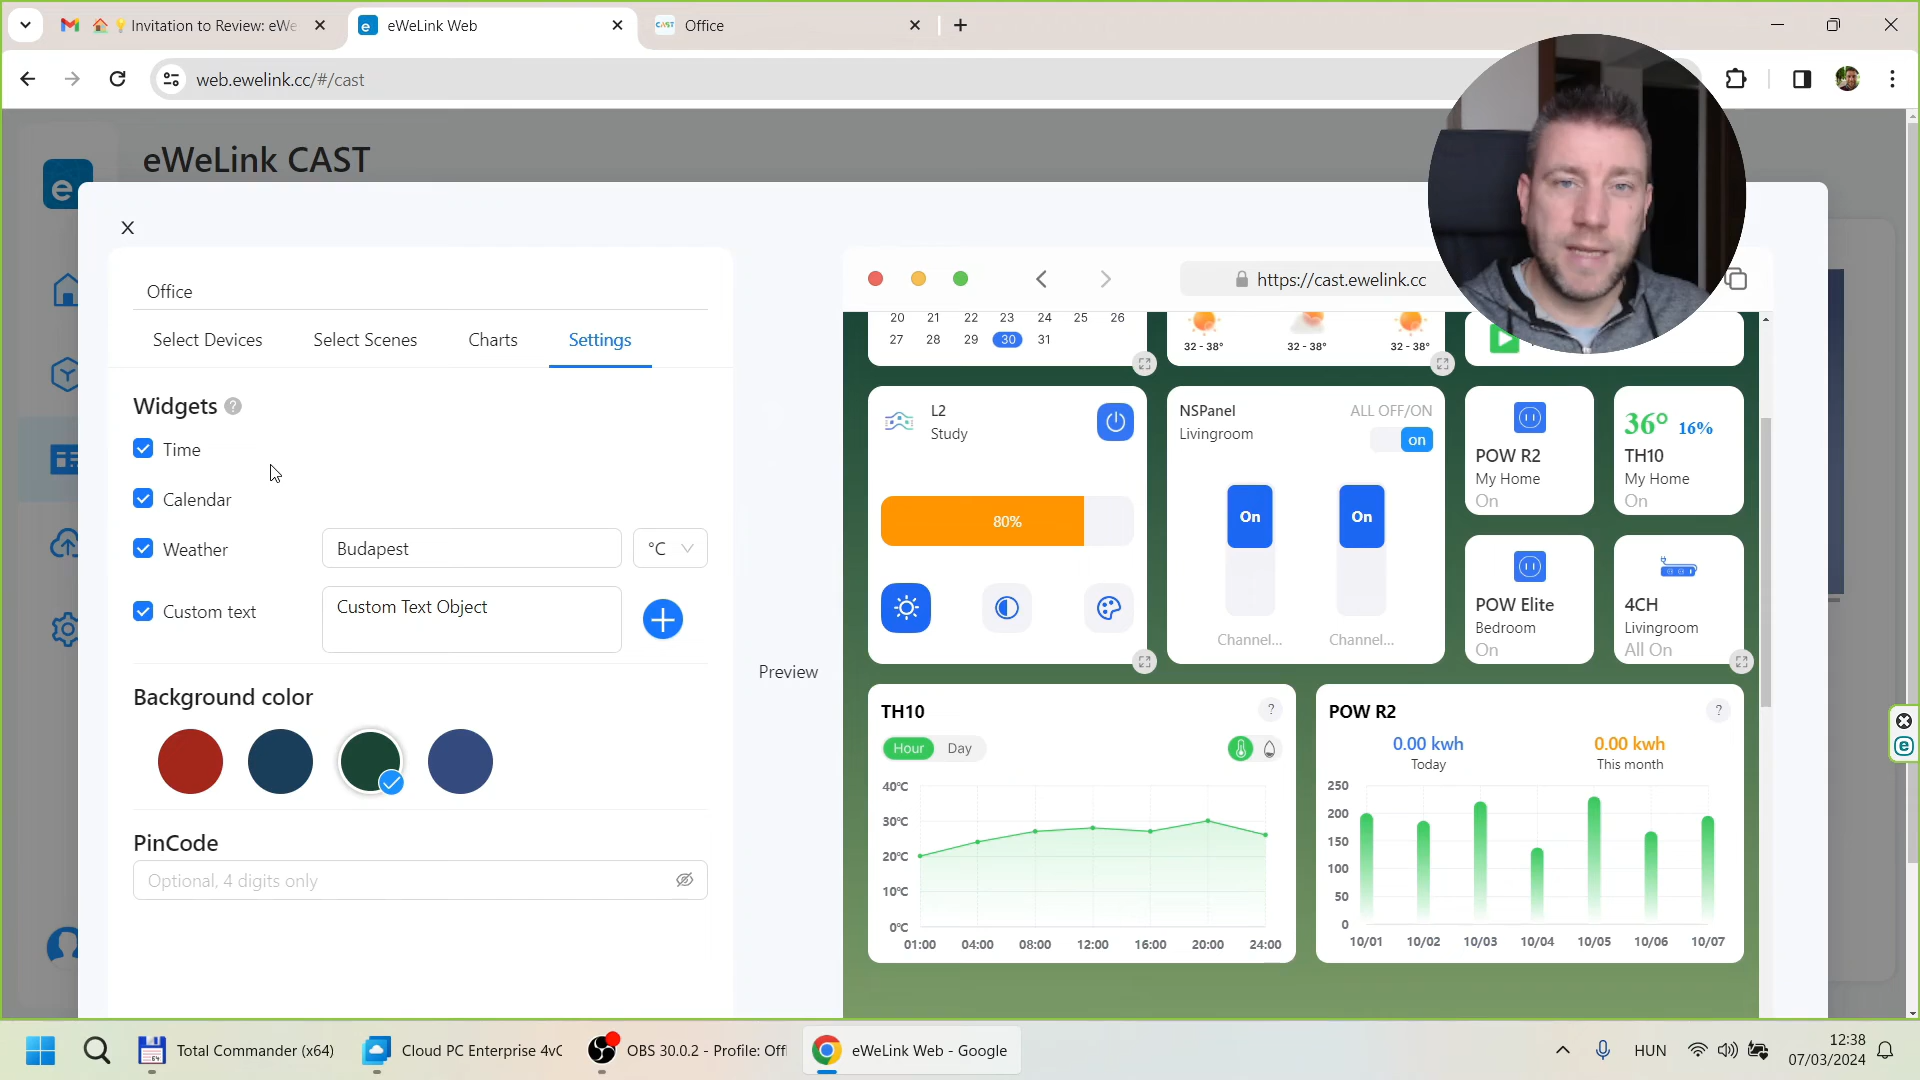 🏠💡 Invitation to Review: eWe
eWeLink Web
CAST
Office
web.ewelink.cc/#/cast
eWeLink CAST
e
X
Office
Select Devices
Select Scenes
Charts
Settings
Widgets ?
Time
Calendar
Weather
Budapest
°C
Custom text
Custom Text Object
Background color
PinCode
Optional, 4 digits only
Preview
https://cast.ewelink.cc
20 21 22 23 24 25 26
27 28 29 30 31
32 - 38°
32 - 38°
32 - 38°
L2
Study
80%
NSPanel
Livingroom
ALL OFF/ON
on
On
On
Channel...
Channel...
POW R2
My Home
On
36° 16%
TH10
My Home
On
POW Elite
Bedroom
On
4CH
Livingroom
All On
TH10
?
Hour
Day
40℃
30℃
20℃
10℃
0℃
01:00 04:00 08:00 12:00 16:00 20:00 24:00
POW R2
?
0.00 kwh
Today
0.00 kwh
This month
250
200
150
100
50
0
10/01 10/02 10/03 10/04 10/05 10/06 10/07
Total Commander (x64)
Cloud PC Enterprise 4vC
OBS 30.0.2 - Profile: Off
eWeLink Web - Google
HUN
12:38
07/03/2024